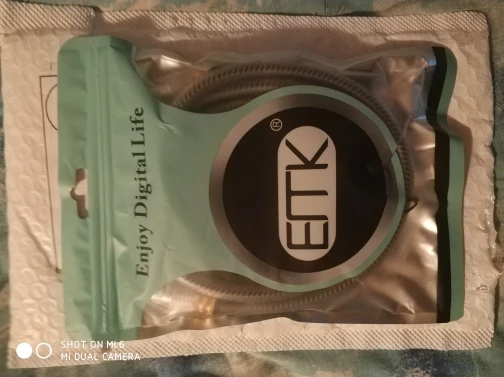 Enjoy Digital Life
EMK®
SHOT ON MI 6
MI DUAL CAMERA